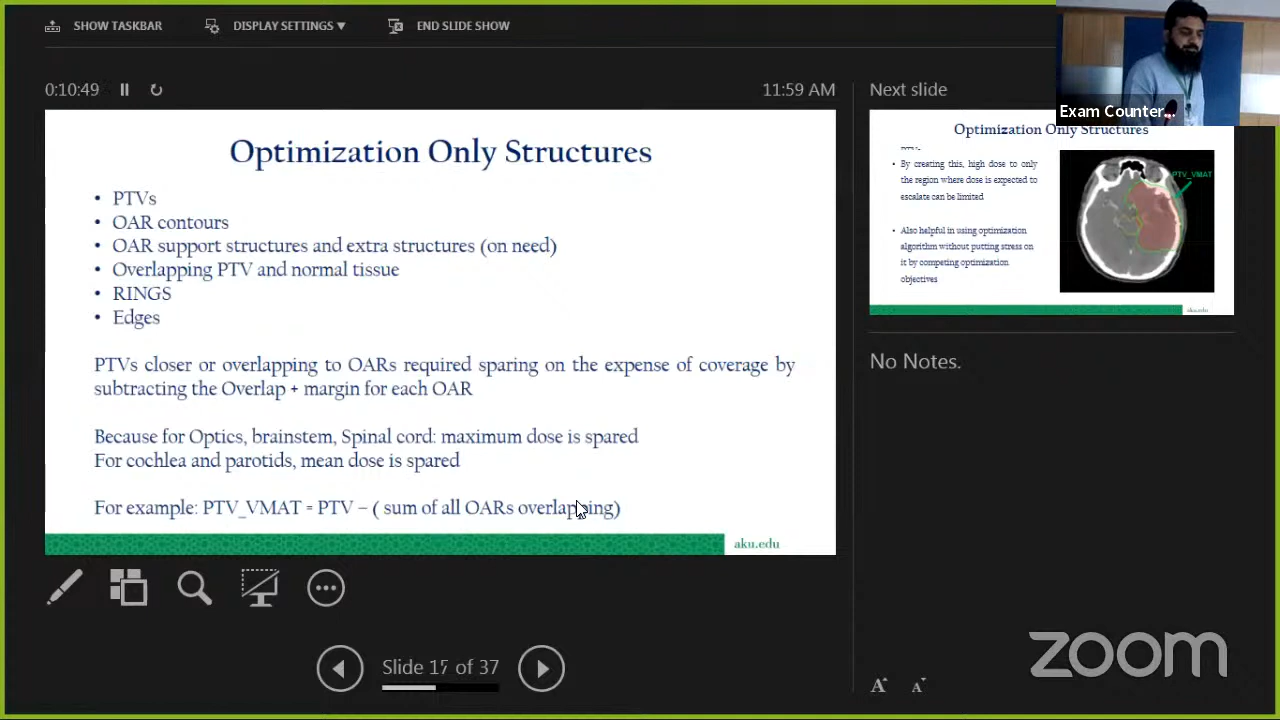 SHOW TASKBAR
DISPLAY SETTINGS ▼
END SLIDE SHOW
0:10:49
11:59 AM
Optimization Only Structures
• PTVs
• OAR contours
• OAR support structures and extra structures (on need)
• Overlapping PTV and normal tissue
• RINGS
• Edges
PTVs closer or overlapping to OARs required sparing on the expense of coverage by
subtracting the Overlap + margin for each OAR
Because for Optics, brainstem, Spinal cord: maximum dose is spared
For cochlea and parotids, mean dose is spared
For example: PTV_VMAT = PTV – ( sum of all OARs overlapping)
aku.edu
Slide 17 of 37
Next slide
Exam Counter...
Optimization Only Structures
• By creating this, high dose to only
the region where dose is expected to
escalate can be limited
• Also helpful in using optimization
algorithm without putting stress on
it by competing optimization
objectives
PTV_VMAT
aku.edu
No Notes.
A A
zoom